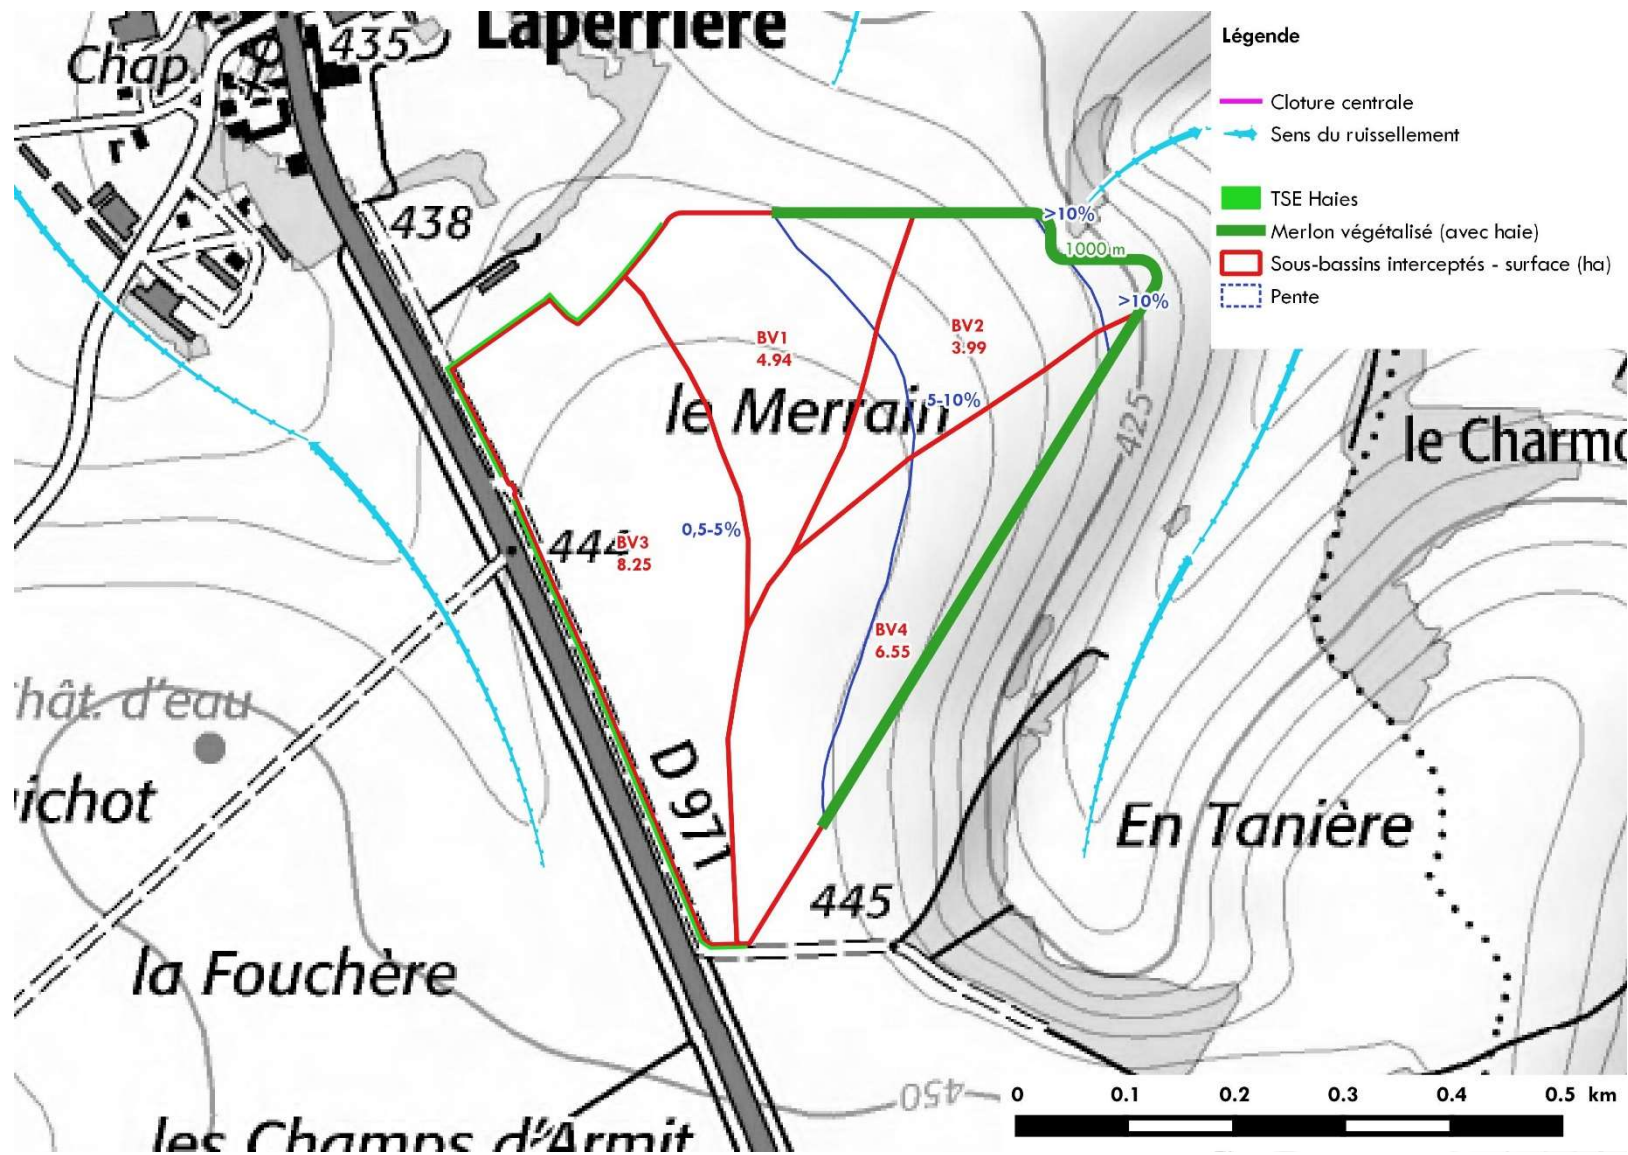 Laperrière
Légende
435
Chap.
Cloture centrale
Sens du ruissellement
TSE Haies
438
>10%
Merlon végétalisé (avec haie)
1000 m
Sous-bassins interceptés - surface (ha)
>10%
Pente
BV1
4.94
BV2
3.99
le Merrain
5-10%
425
le Charmo
0,5-5%
444
BV3
8.25
BV4
6.55
hât. d'eau
D 971
ichot
En Tanière
445
la Fouchère
450
0 0.1 0.2 0.3 0.4 0.5 km
les Champs d'Armit